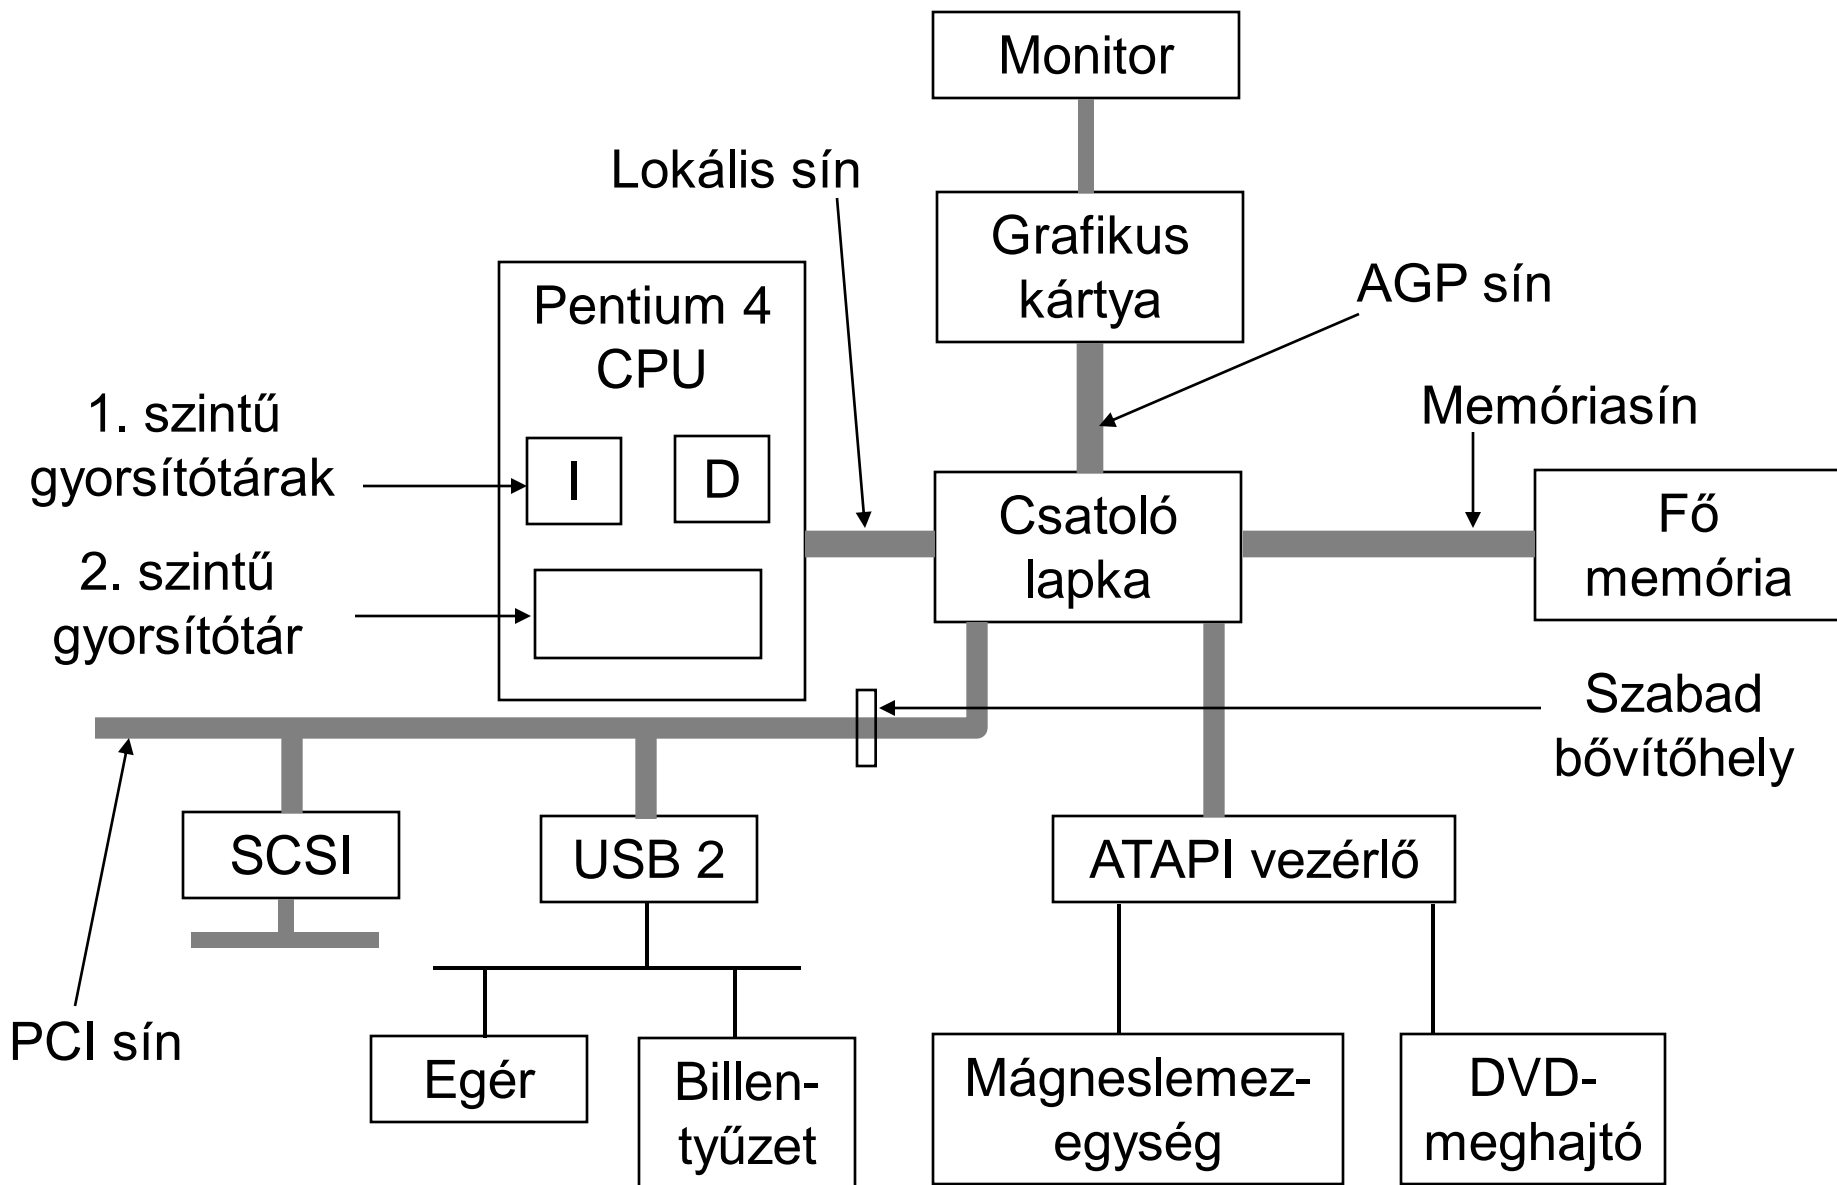 Monitor
Lokális sín
Grafikus
kártya
AGP sín
Pentium 4
CPU
1. szintű
gyorsítótárak
I
D
Memóriasín
Csatoló
lapka
Fő
memória
2. szintű
gyorsítótár
Szabad
bővítőhely
SCSI
USB 2
ATAPI vezérlő
PCI sín
Egér
Billen-
tyűzet
Mágneslemez-
egység
DVD-
meghajtó